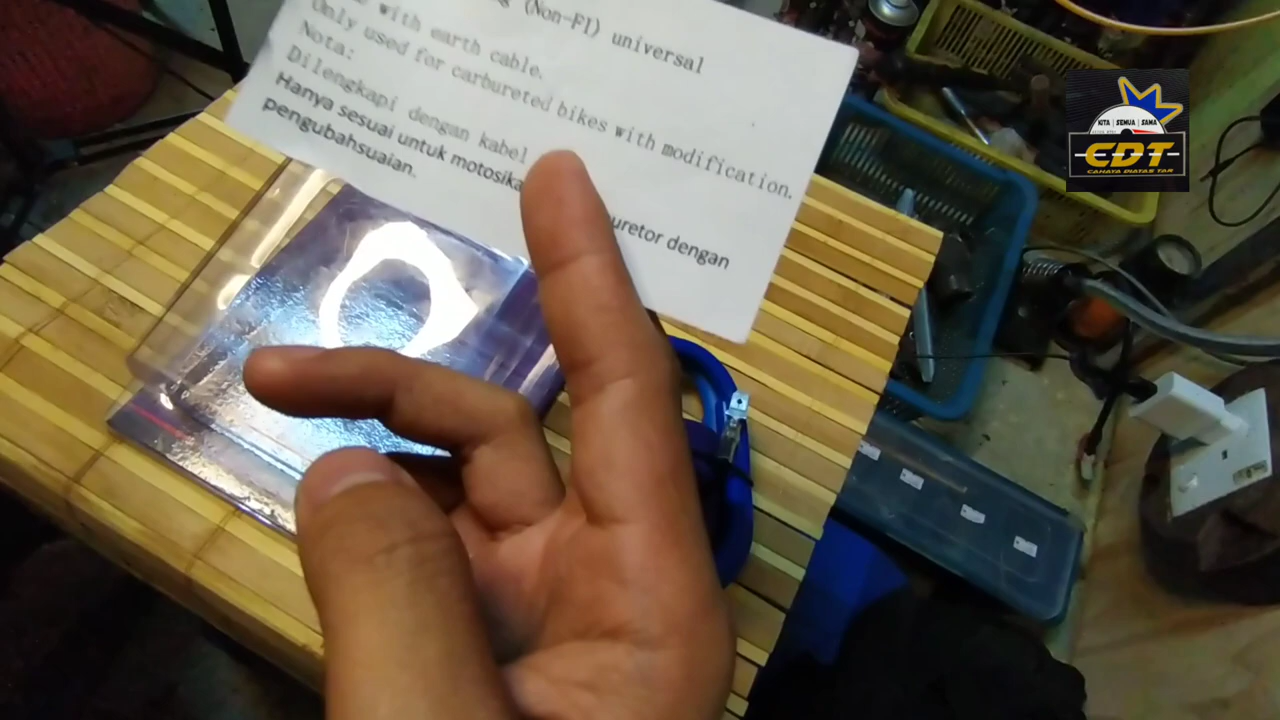 (Non-FI) universal
with earth cable.
Only used for carbureted bikes with modification.
Nota:
Dilengkapi dengan kabel
Hanya sesuai untuk motosika uretor dengan
pengubahsuaian.
KITA | SEMUA | SAMA
CDT
CAHAYA DIATAS TAR